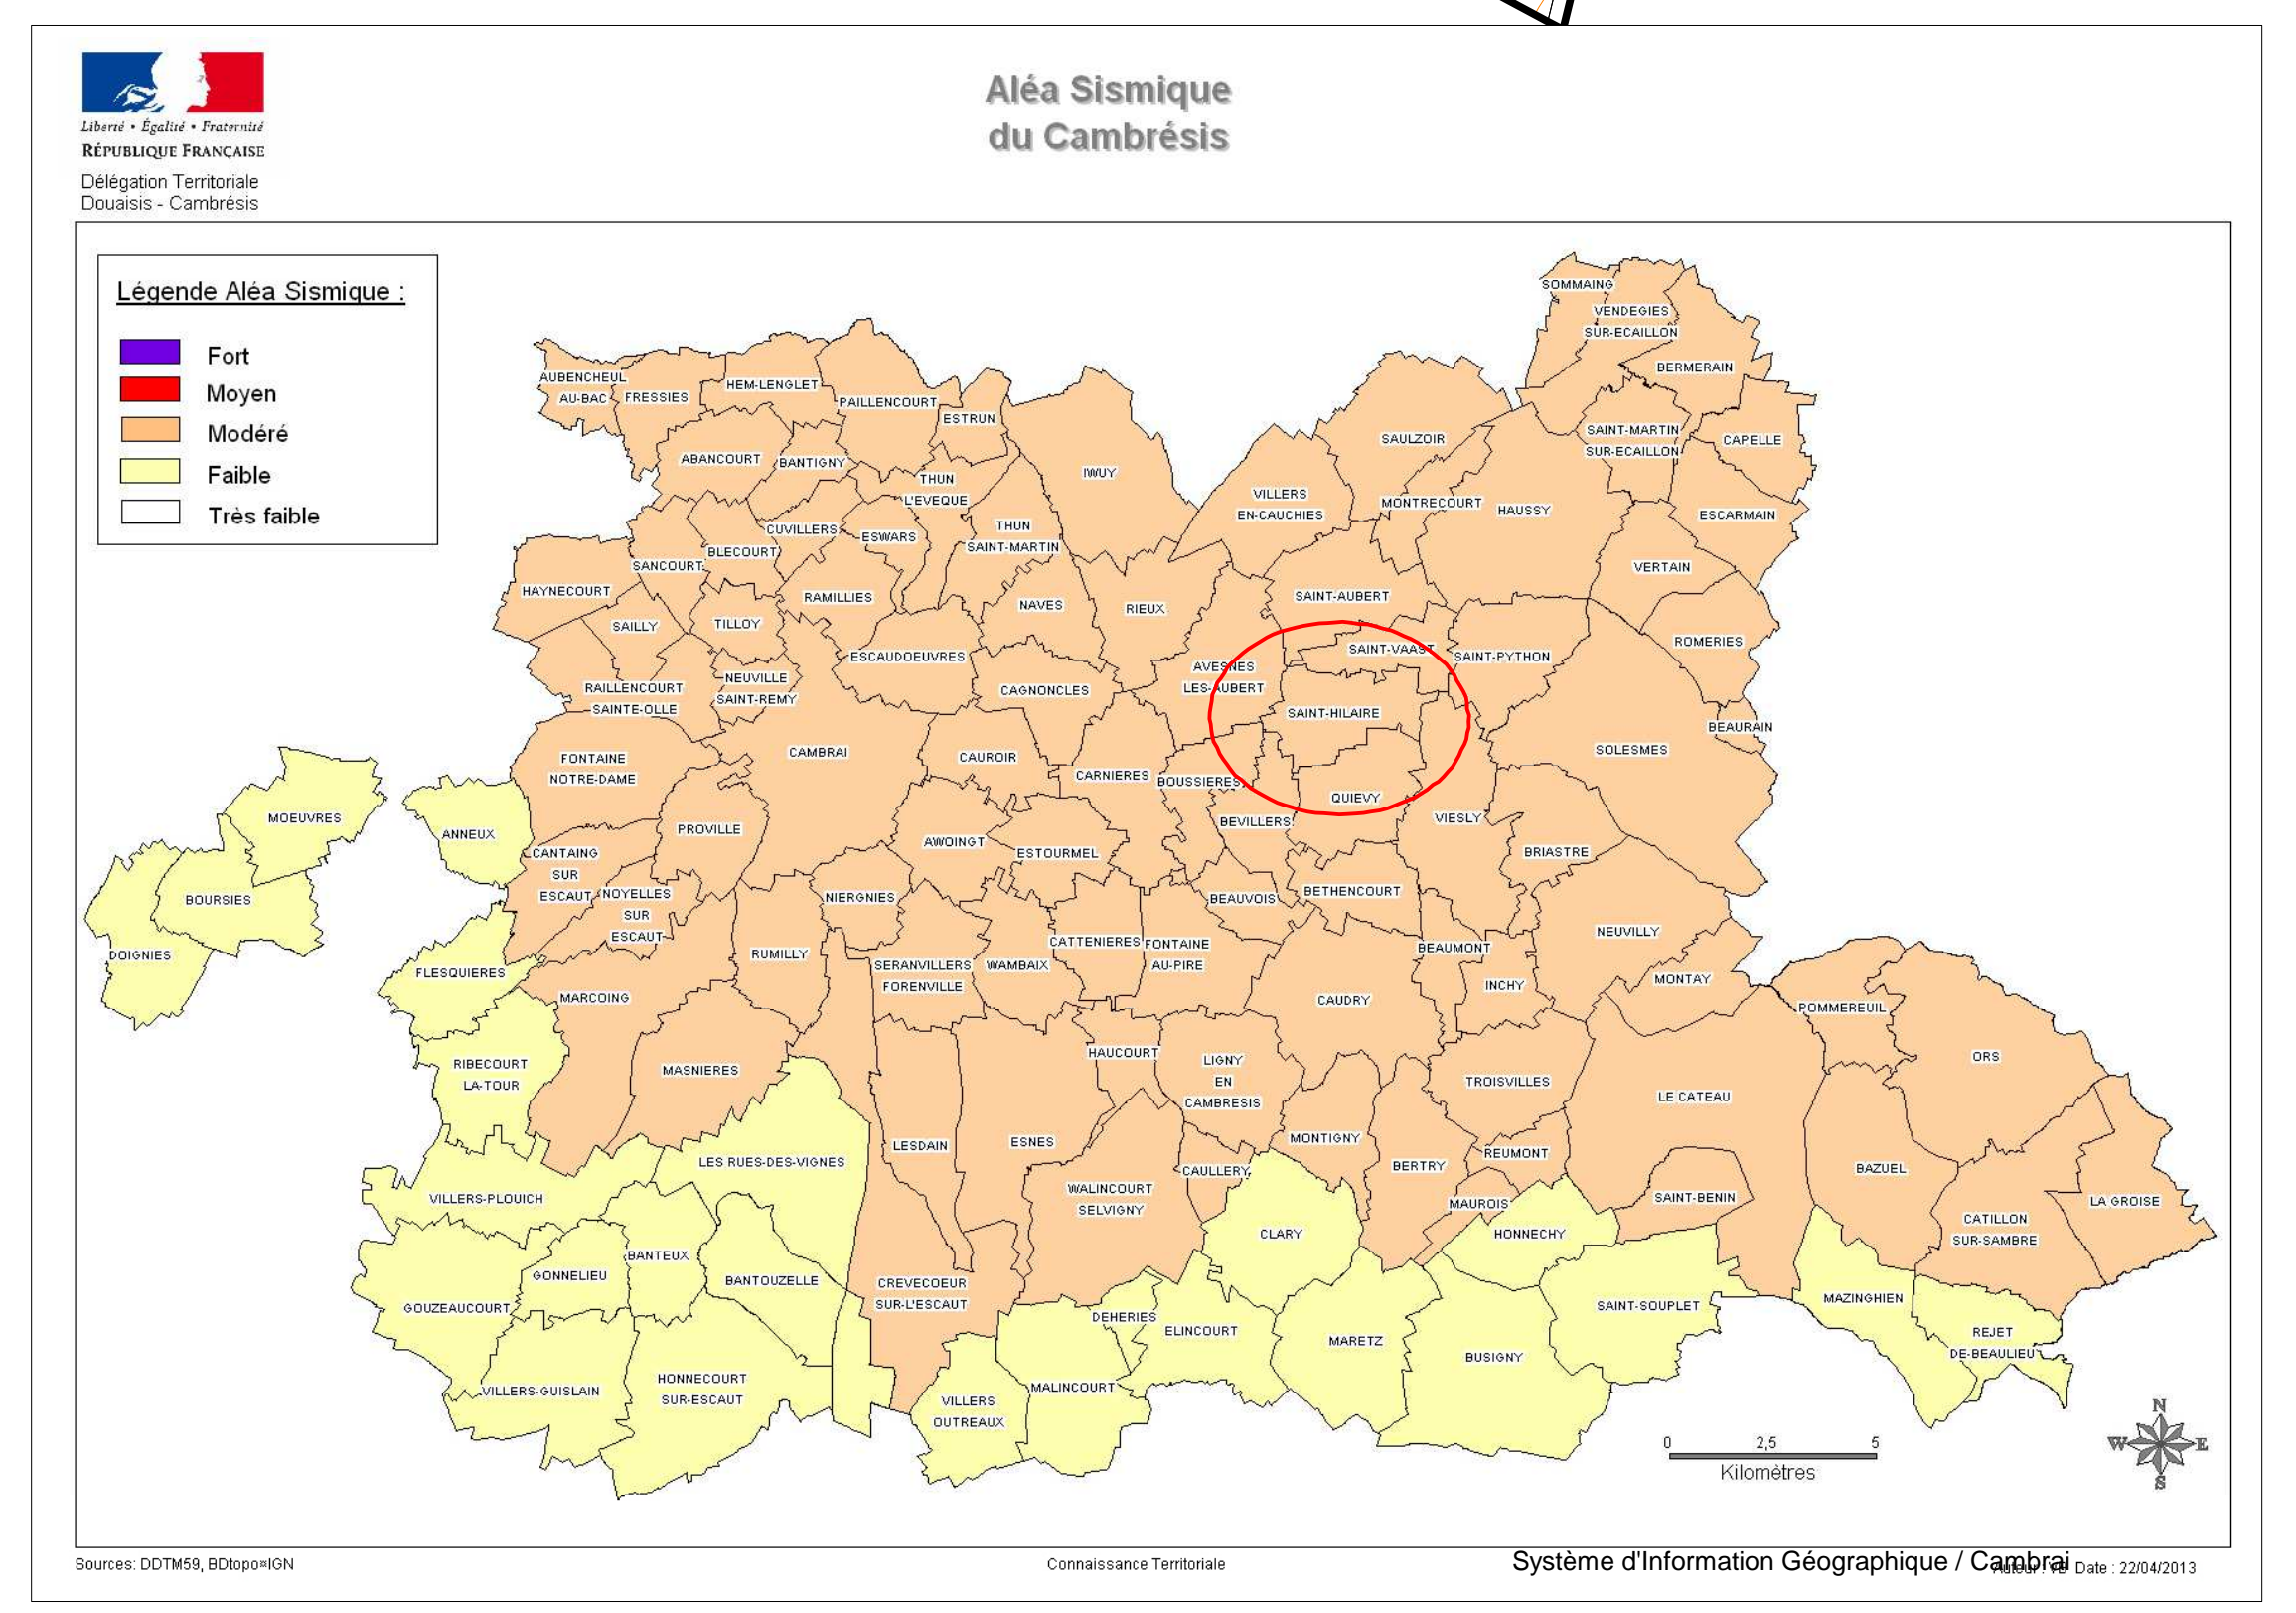 Liberté • Égalité • Fraternité
RÉPUBLIQUE FRANÇAISE
Délégation Territoriale
Douaisis - Cambrésis
Aléa Sismique
du Cambrésis
Légende Aléa Sismique :
Fort
Moyen
Modéré
Faible
Très faible
SOMMAING
VENDEGIES
SUR-ECAILLON
BERMERAIN
AUBENCHEUL
AU-BAC
FRESSIES
HEM-LENGLET
PAILLENCOURT
ESTRUN
ABANCOURT
BANTIGNY
THUN
L'EVEQUE
IWUY
SAULZOIR
SAINT-MARTIN
SUR-ECAILLON
CAPELLE
VILLERS
EN-CAUCHIES
MONTRECOURT
HAUSSY
ESCARMAIN
CUVILLERS
ESWARS
THUN
SAINT-MARTIN
BLECOURT
SANCOURT
VERTAIN
HAYNECOURT
RAMILLIES
NAVES
RIEUX
SAINT-AUBERT
SAILLY
TILLOY
ROMERIES
ESCAUDOEUVRES
AVESNES
LES-AUBERT
SAINT-VAAST
SAINT-PYTHON
RAILLENCOURT
SAINTE-OLLE
NEUVILLE
SAINT-REMY
CAGNONCLES
SAINT-HILAIRE
BEAURAIN
FONTAINE
NOTRE-DAME
CAMBRAI
CAUROIR
CARNIERES
BOUSSIERES
QUIEVY
SOLESMES
MOEUVRES
ANNEUX
PROVILLE
BEVILLERS
VIESLY
CANTAING
SUR
ESCAUT
AWOINGT
ESTOURMEL
BRIASTRE
BOURSIES
NOYELLES
SUR
ESCAUT
NIERGNIES
BEAUVOIS
BETHENCOURT
DOIGNIES
FLESQUIERES
RUMILLY
SERANVILLERS
FORENVILLE
WAMBAIX
CATTENIERES
FONTAINE
AU-PIRE
BEAUMONT
NEUVILLY
MARCOING
CAUDRY
INCHY
MONTAY
POMMEREUIL
RIBECOURT
LA-TOUR
MASNIERES
HAUCOURT
LIGNY
EN
CAMBRESIS
TROISVILLES
LE CATEAU
ORS
LES RUES-DES-VIGNES
LESDAIN
ESNES
MONTIGNY
REUMONT
VILLERS-PLOUICH
WALINCOURT
SELVIGNY
CAULLERY
BERTRY
MAUROIS
SAINT-BENIN
BAZUEL
LA GROISE
CLARY
HONNECHY
CATILLON
SUR-SAMBRE
BANTEUX
GONNELIEU
BANTOUZELLE
CREVECOEUR
SUR-L'ESCAUT
GOUZEAUCOURT
DEHERIES
ELINCOURT
MARETZ
SAINT-SOUPLET
MAZINGHIEN
REJET
DE-BEAULIEU
BUSIGNY
VILLERS-GUISLAIN
HONNECOURT
SUR-ESCAUT
VILLERS
OUTREAUX
MALINCOURT
N
W
E
S
0 2,5 5
Kilomètres
Sources: DDTM59, BDtopo¤IGN
Connaissance Territoriale
Système d'Information Géographique / Cambrai
Auteur : VB Date : 22/04/2013